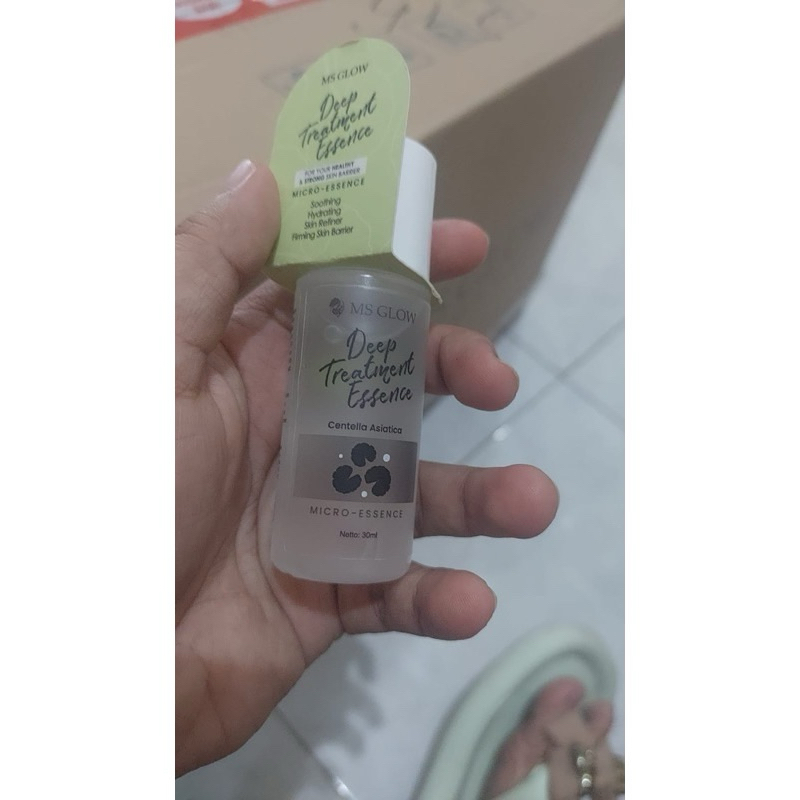 MS GLOW
Deep
Treatment
Essence
FOR YOUR HEALTHY
& STRONG SKIN BARRIER
MICRO-ESSENCE
Soothing
Hydrating
Skin Refiner
Firming Skin Barrier
MS GLOW
Deep
Treatment
Essence
Centella Asiatica
MICRO-ESSENCE
Netto: 30ml